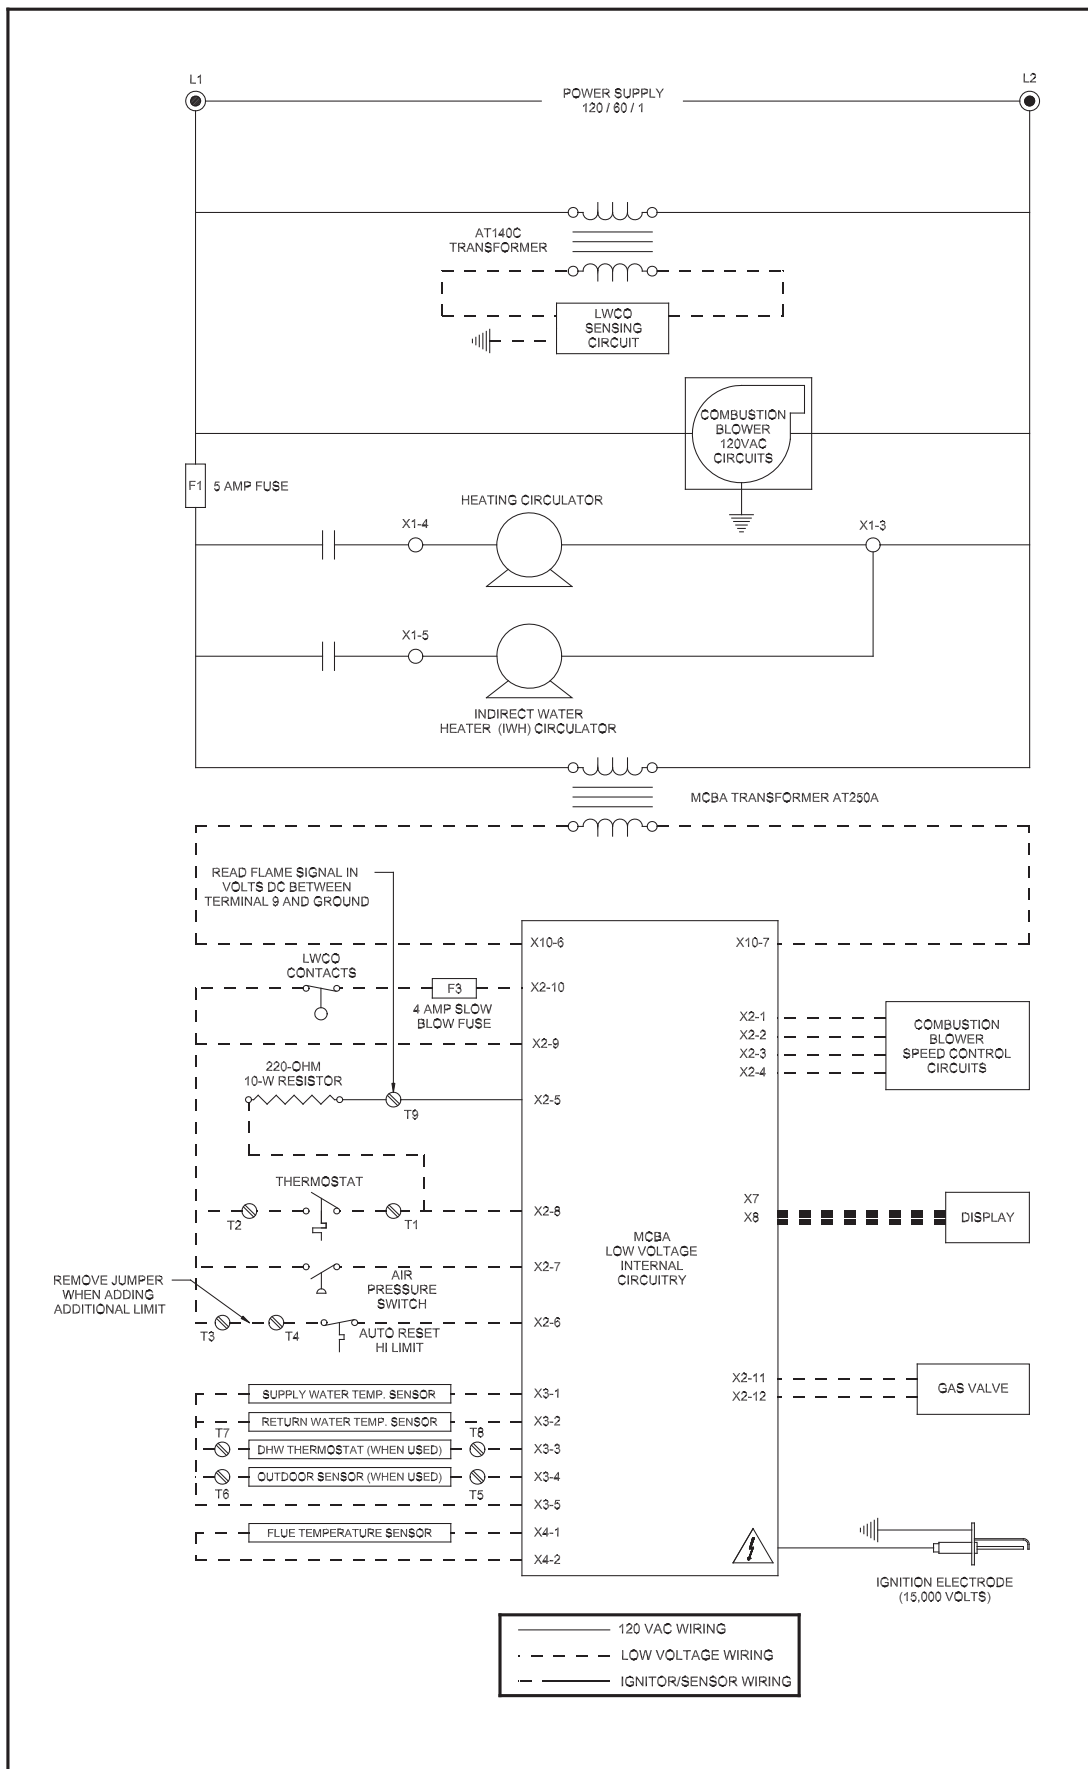 L1
L2
POWER SUPPLY
120 / 60 / 1
AT140C
TRANSFORMER
LWCO
SENSING
CIRCUIT
COMBUSTION
BLOWER
120VAC
CIRCUITS
F1
5 AMP FUSE
HEATING CIRCULATOR
X1-4
X1-3
X1-5
INDIRECT WATER
HEATER (IWH) CIRCULATOR
MCBA TRANSFORMER AT250A
READ FLAME SIGNAL IN
VOLTS DC BETWEEN
TERMINAL 9 AND GROUND
X10-6
X10-7
LWCO
CONTACTS
F3
X2-10
4 AMP SLOW
BLOW FUSE
X2-1
X2-2
X2-3
X2-4
COMBUSTION
BLOWER
SPEED CONTROL
CIRCUITS
X2-9
220-OHM
10-W RESISTOR
T9
X2-5
THERMOSTAT
T2
T1
X2-8
X7
X8
DISPLAY
MCBA
LOW VOLTAGE
INTERNAL
CIRCUITRY
X2-7
AIR
PRESSURE
SWITCH
REMOVE JUMPER
WHEN ADDING
ADDITIONAL LIMIT
T3
T4
X2-6
AUTO RESET
HI LIMIT
X2-11
X2-12
GAS VALVE
SUPPLY WATER TEMP. SENSOR
X3-1
RETURN WATER TEMP. SENSOR
X3-2
T7
T8
DHW THERMOSTAT (WHEN USED)
X3-3
OUTDOOR SENSOR (WHEN USED)
X3-4
T6
T5
X3-5
FLUE TEMPERATURE SENSOR
X4-1
X4-2
IGNITION ELECTRODE
(15,000 VOLTS)
120 VAC WIRING
LOW VOLTAGE WIRING
IGNITOR/SENSOR WIRING